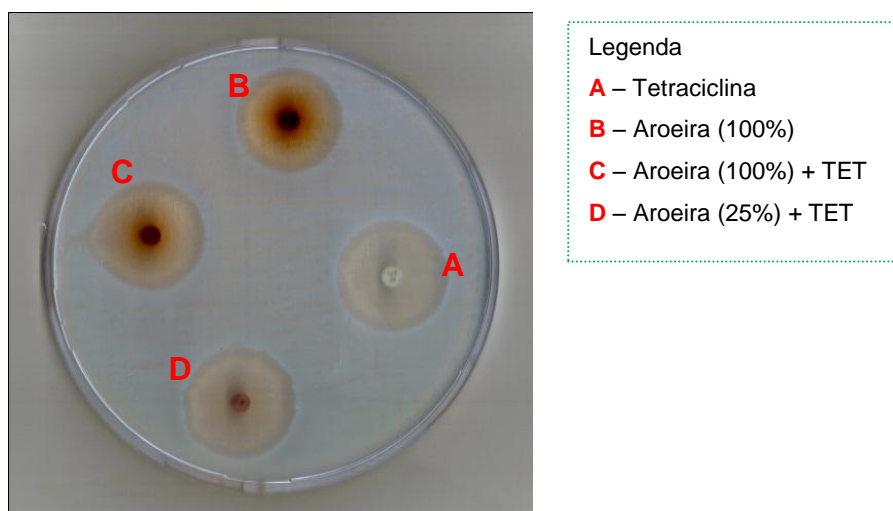 B
C
A
D
Legenda
A – Tetraciclina
B – Aroeira (100%)
C – Aroeira (100%) + TET
D – Aroeira (25%) + TET